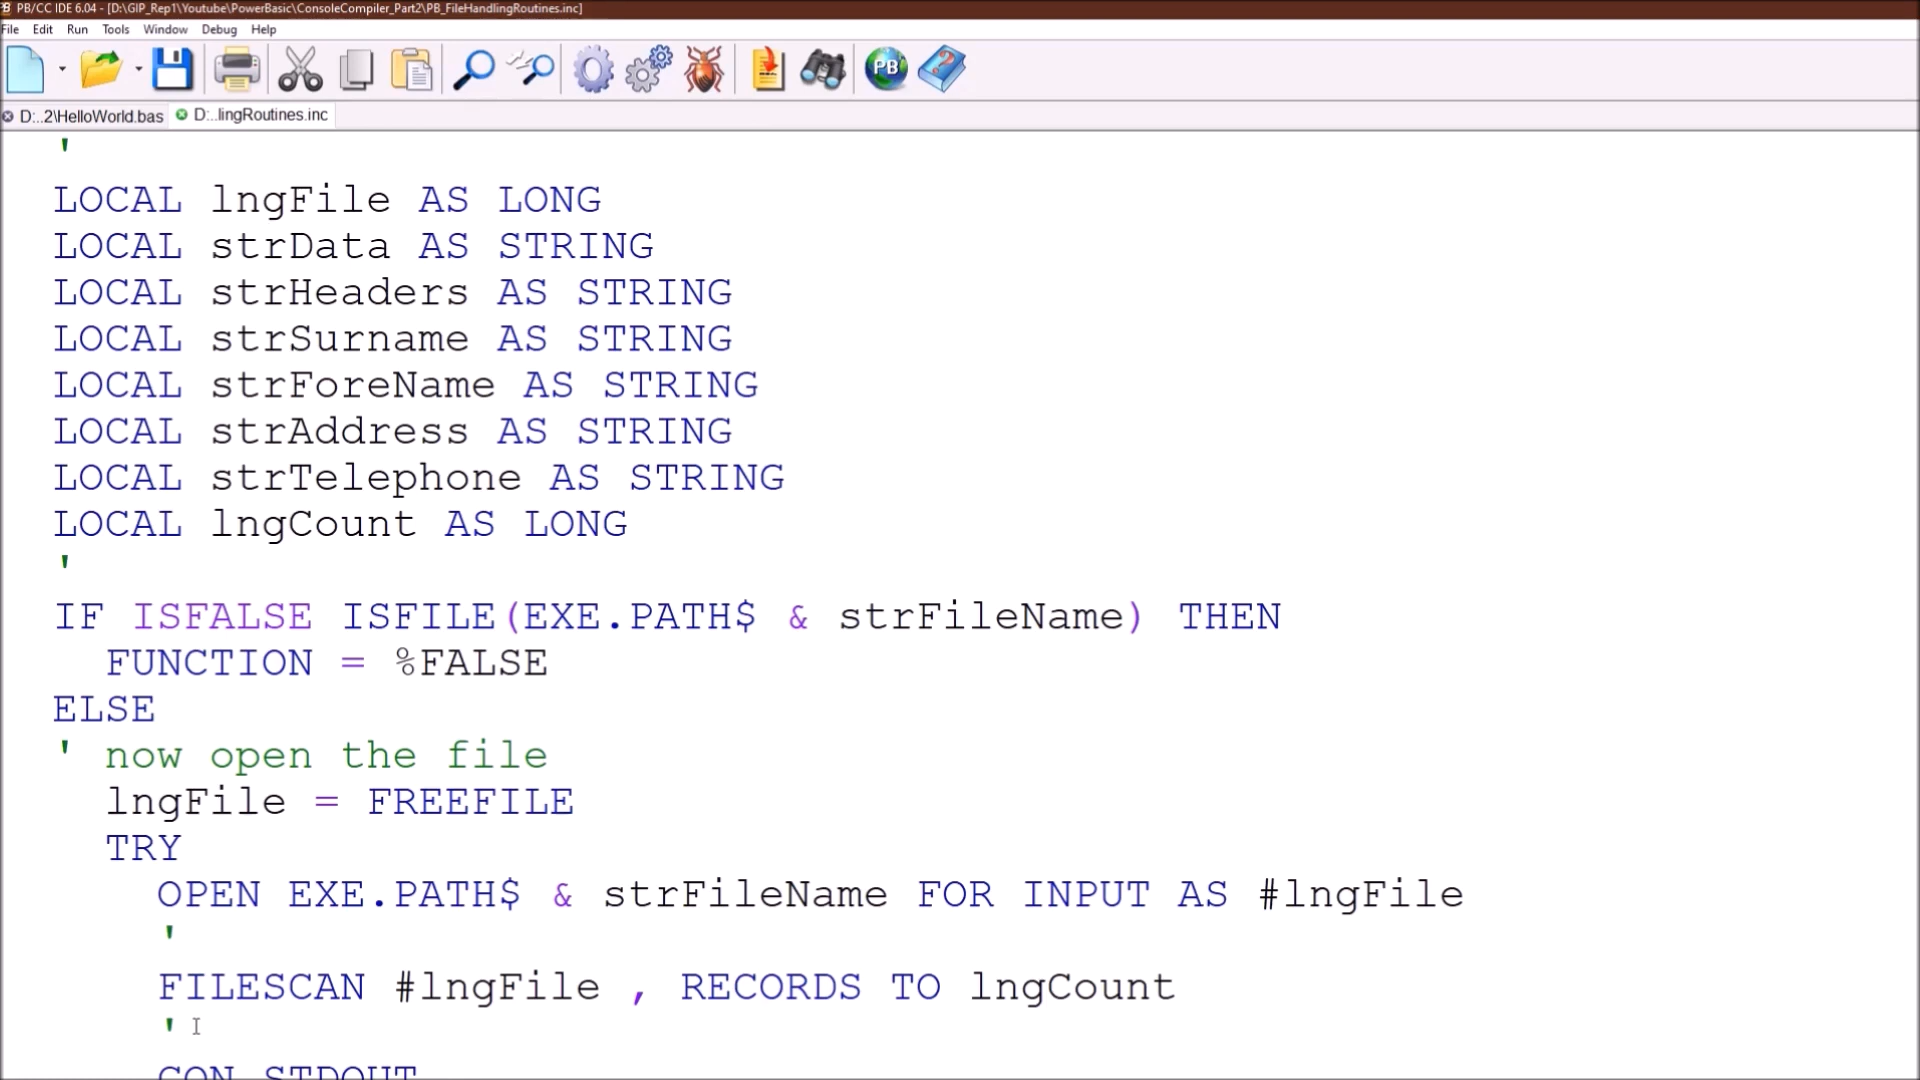 PB/CC IDE 6.04 - [D:\GIP_Rep1\Youtube\PowerBasic\ConsoleCompiler_Part2\PB_FileHandlingRoutines.inc]
File Edit Run Tools Window Debug Help
PB
D:..2\HelloWorld.bas D:..lingRoutines.inc
'
LOCAL lngFile AS LONG
LOCAL strData AS STRING
LOCAL strHeaders AS STRING
LOCAL strSurname AS STRING
LOCAL strForeName AS STRING
LOCAL strAddress AS STRING
LOCAL strTelephone AS STRING
LOCAL lngCount AS LONG
'
IF ISFALSE ISFILE(EXE.PATH$ & strFileName) THEN
FUNCTION = %FALSE
ELSE
' now open the file
lngFile = FREEFILE
TRY
OPEN EXE.PATH$ & strFileName FOR INPUT AS #lngFile
'
FILESCAN #lngFile , RECORDS TO lngCount
'
CON.STDOUT